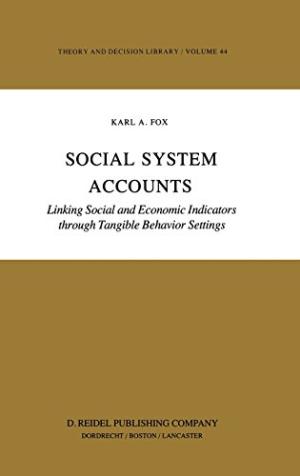 THEORY AND DECISION LIBRARY / VOLUME 44
KARL A. FOX
SOCIAL SYSTEM
ACCOUNTS
Linking Social and Economic Indicators
through Tangible Behavior Settings
D. REIDEL PUBLISHING COMPANY
DORDRECHT / BOSTON / LANCASTER